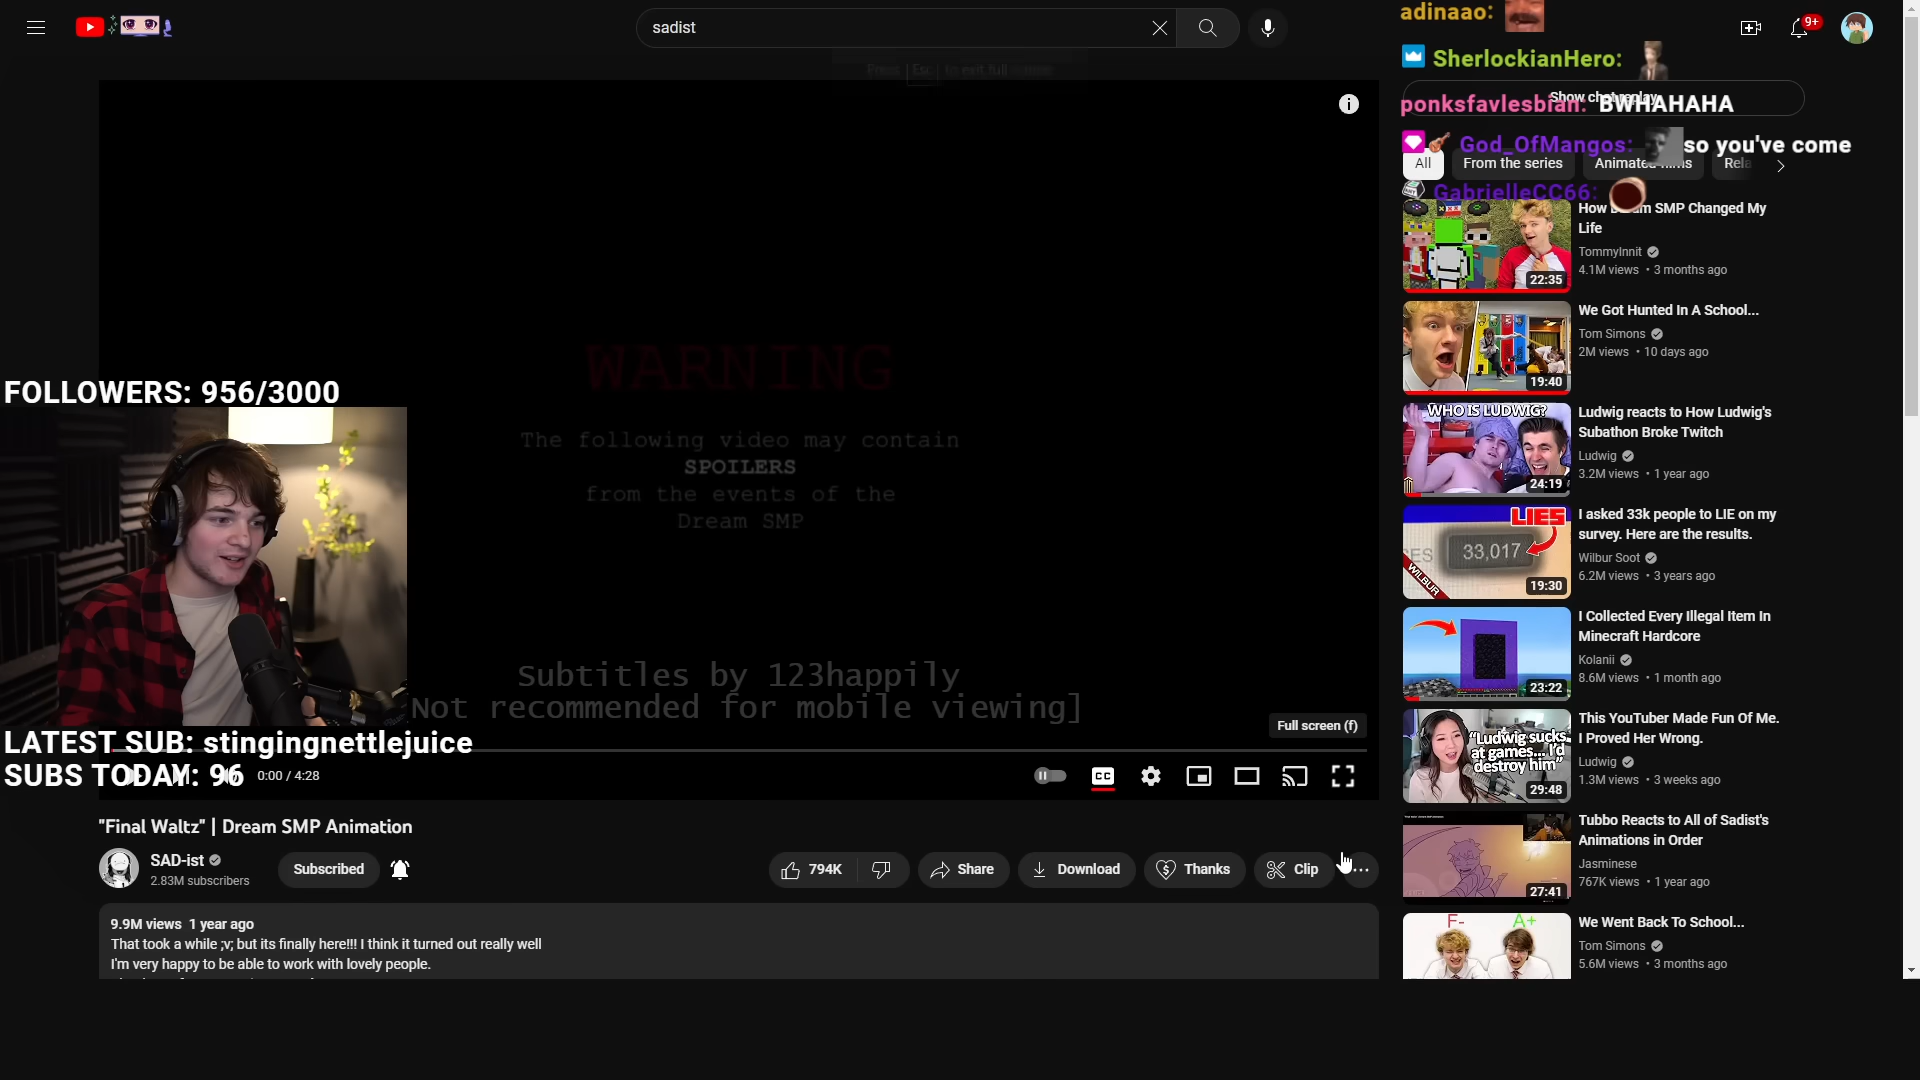 sadist
9+
adinaao:
SherlockianHero:
Show chat replay
ponksfavlesbian: BWHAHAHA
God_OfMangos: so you've come
All
From the series
Animated films
GabrielleCC66:
WARNING
The following video may contain
SPOILERS
from the events of the
Dream SMP
Subtitles by 123happily
Not recommended for mobile viewing]
FOLLOWERS: 956/3000
LATEST SUB: stingingnettlejuice
SUBS TODAY: 96
0:00 / 4:28
Full screen (f)
CC
"Final Waltz" | Dream SMP Animation
SAD-ist
2.83M subscribers
Subscribed
794K
Share
Download
Thanks
Clip
9.9M views 1 year ago
That took a while ;v; but its finally here!!! I think it turned out really well
I'm very happy to be able to work with lovely people.
How Dream SMP Changed My
Life
TommyInnit
4.1M views • 3 months ago
22:35
We Got Hunted In A School...
Tom Simons
2M views • 10 days ago
19:40
WHO IS LUDWIG?
Ludwig reacts to How Ludwig's
Subathon Broke Twitch
Ludwig
3.2M views • 1 year ago
24:19
LIES
33,017
WILBUR
I asked 33k people to LIE on my
survey. Here are the results.
Wilbur Soot
6.2M views • 3 years ago
19:30
I Collected Every Illegal Item In
Minecraft Hardcore
Kolanii
8.6M views • 1 month ago
23:22
"Ludwig sucks
at games... I'd
destroy him"
This YouTuber Made Fun Of Me.
I Proved Her Wrong.
Ludwig
1.3M views • 3 weeks ago
29:48
Tubbo Reacts to All of Sadist's
Animations in Order
Jasminese
767K views • 1 year ago
27:41
F-
A+
We Went Back To School...
Tom Simons
5.6M views • 3 months ago